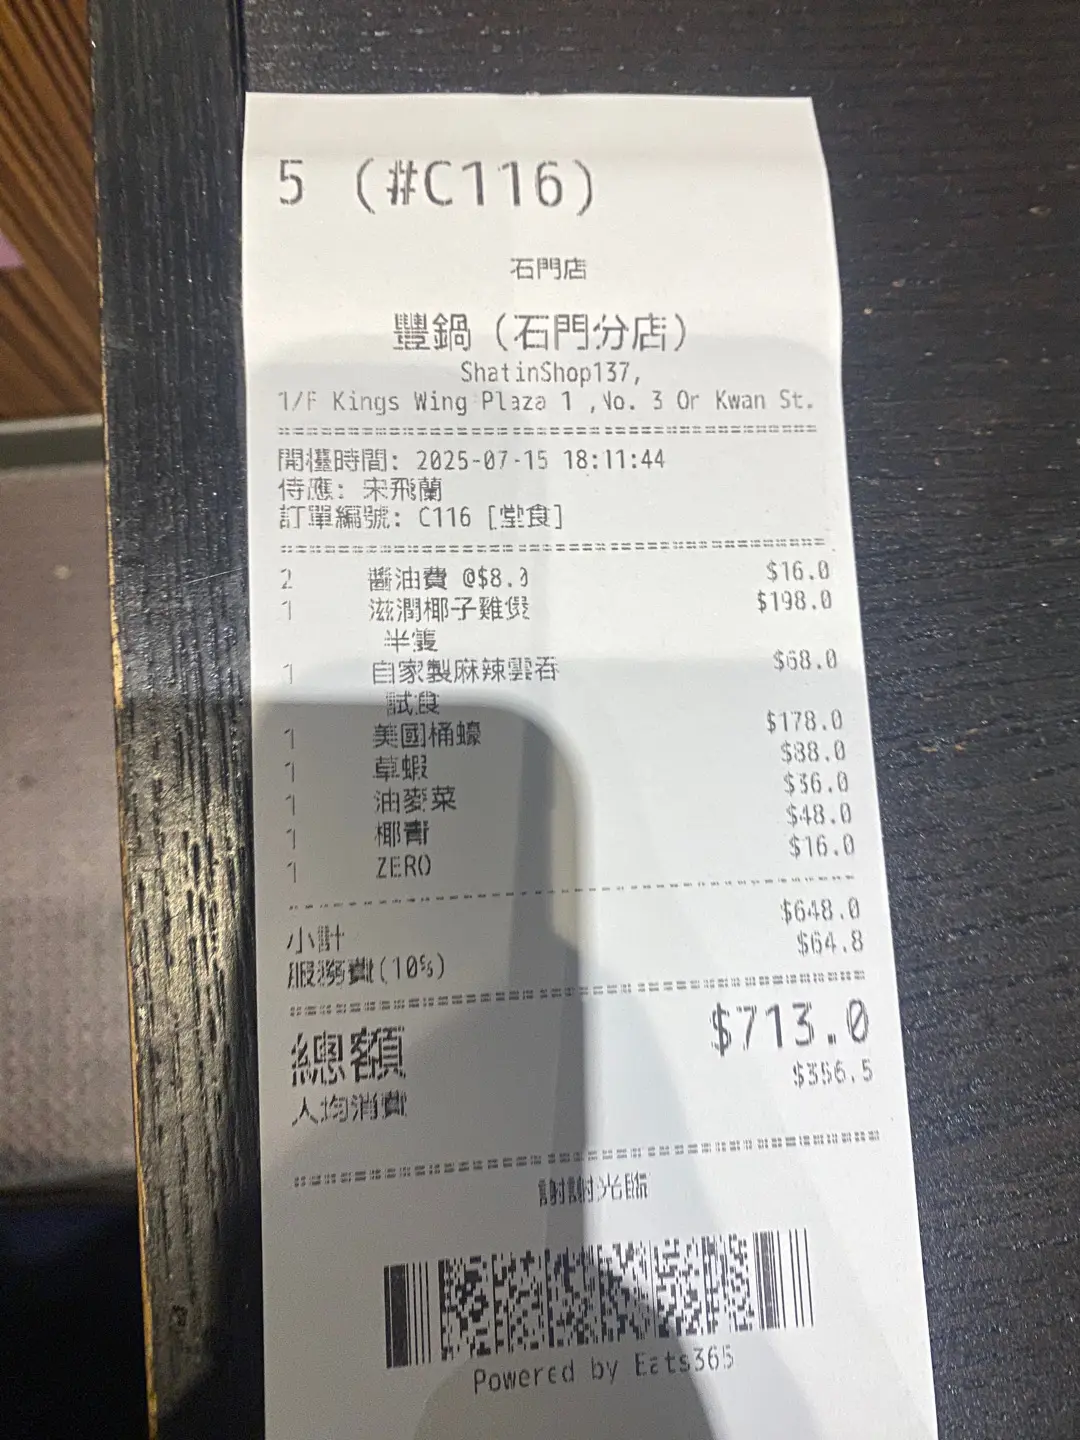 5 (#C116)
石門店
豐鍋 (石門分店)
ShatinShop137,
1/F Kings Wing Plaza 1 ,No. 3 On Kwan St.
開檯時間: 2025-07-15 18:11:44
侍應: 宋飛蘭
訂單編號: C116 [堂食]
2 醬油費 @$8.0 $16.0
1 滋潤椰子雞煲 $198.0
半隻
1 自家製麻辣雲吞 $68.0
試食
1 美國桶蠔 $178.0
1 草蝦 $88.0
1 油麥菜 $36.0
1 椰青 $48.0
1 ZERO $16.0
小計 $648.0
服務費(10%) $64.8
總額 $713.0
人均消費 $356.5
謝謝光臨
Powered by Eats365